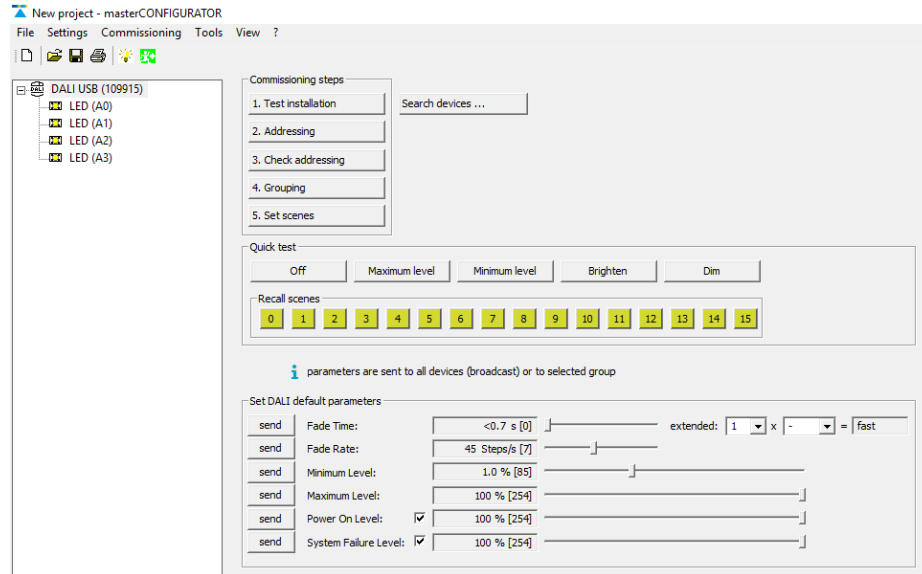 New project - masterCONFIGURATOR
File Settings Commissioning Tools View ?
DALI USB (109915)
LED (A0)
LED (A1)
LED (A2)
LED (A3)
Commissioning steps
1. Test installation
Search devices ...
2. Addressing
3. Check addressing
4. Grouping
5. Set scenes
Quick test
Off Maximum level Minimum level Brighten Dim
Recall scenes
0 1 2 3 4 5 6 7 8 9 10 11 12 13 14 15
i parameters are sent to all devices (broadcast) or to selected group
Set DALI default parameters
send Fade Time: <0.7 s [0] extended: 1 x - = fast
send Fade Rate: 45 Steps/s [7]
send Minimum Level: 1.0 % [85]
send Maximum Level: 100 % [254]
send Power On Level: 100 % [254]
send System Failure Level: 100 % [254]